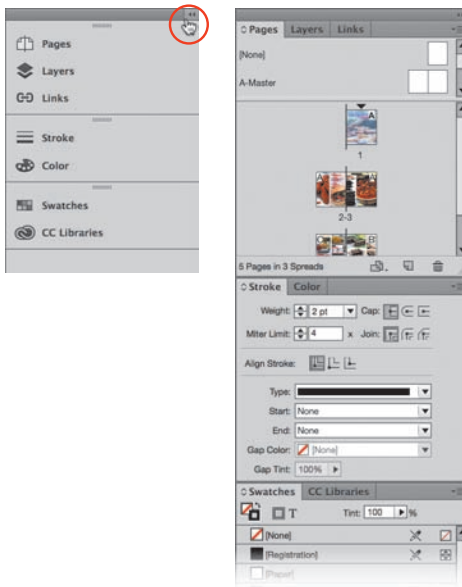 Pages
Layers
Links
Stroke
Color
Swatches
CC Libraries
Pages Layers Links
[None]
A-Master
A
1
A A
2-3
B
5 Pages in 3 Spreads
Stroke Color
Weight: 2 pt Cap:
Miter Limit: 4 x Join:
Align Stroke:
Type:
Start: None
End: None
Gap Color: [None]
Gap Tint: 100%
Swatches CC Libraries
T Tint: 100 %
[None]
[Registration]
[Paper]